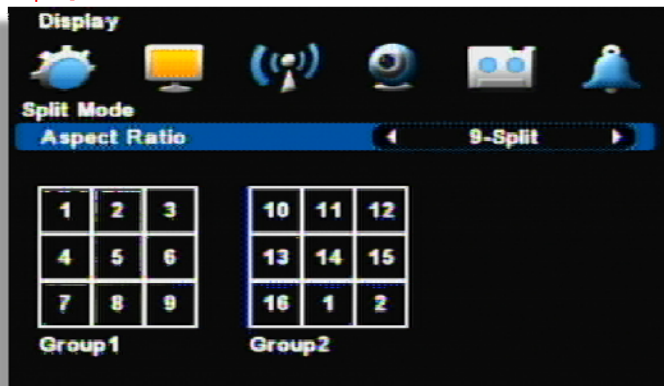 Display
Split Mode
Aspect Ratio 9-Split
1 2 3 10 11 12
4 5 6 13 14 15
7 8 9 16 1 2
Group1 Group2